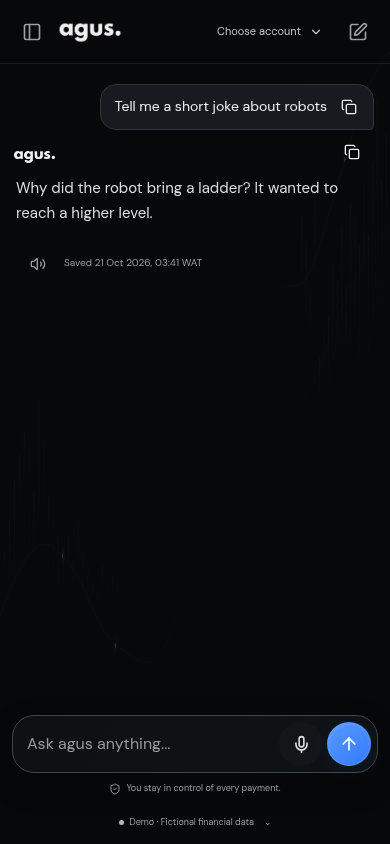 agus.
Choose account
Tell me a short joke about robots
agus.
Why did the robot bring a ladder? It wanted to
reach a higher level.
Saved 21 Oct 2026, 03:41 WAT
Ask agus anything...
You stay in control of every payment.
Demo · Fictional financial data